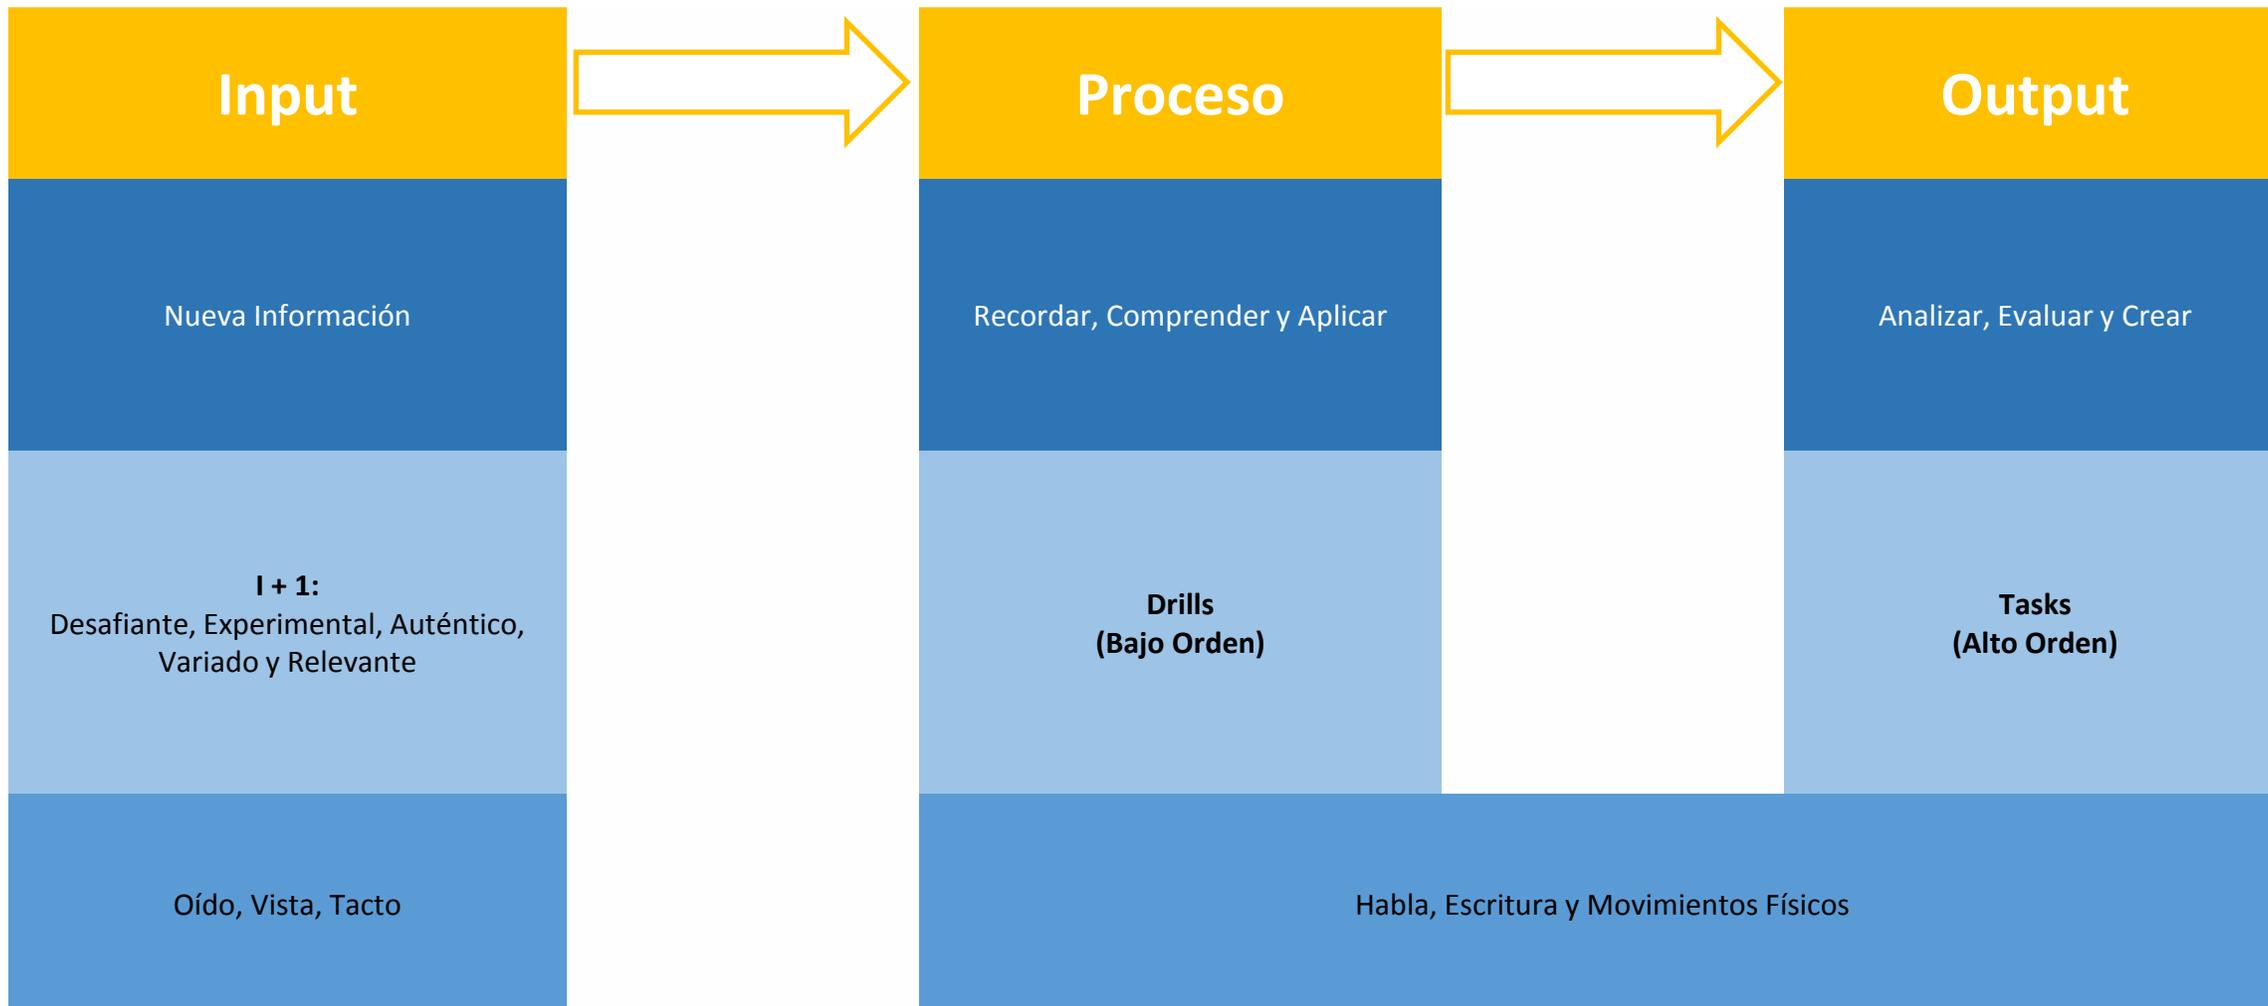 Input
Proceso
Output
Nueva Información
Recordar, Comprender y Aplicar
Analizar, Evaluar y Crear
I + 1:
Desafiante, Experimental, Auténtico,
Variado y Relevante
Drills
(Bajo Orden)
Tasks
(Alto Orden)
Oído, Vista, Tacto
Habla, Escritura y Movimientos Físicos